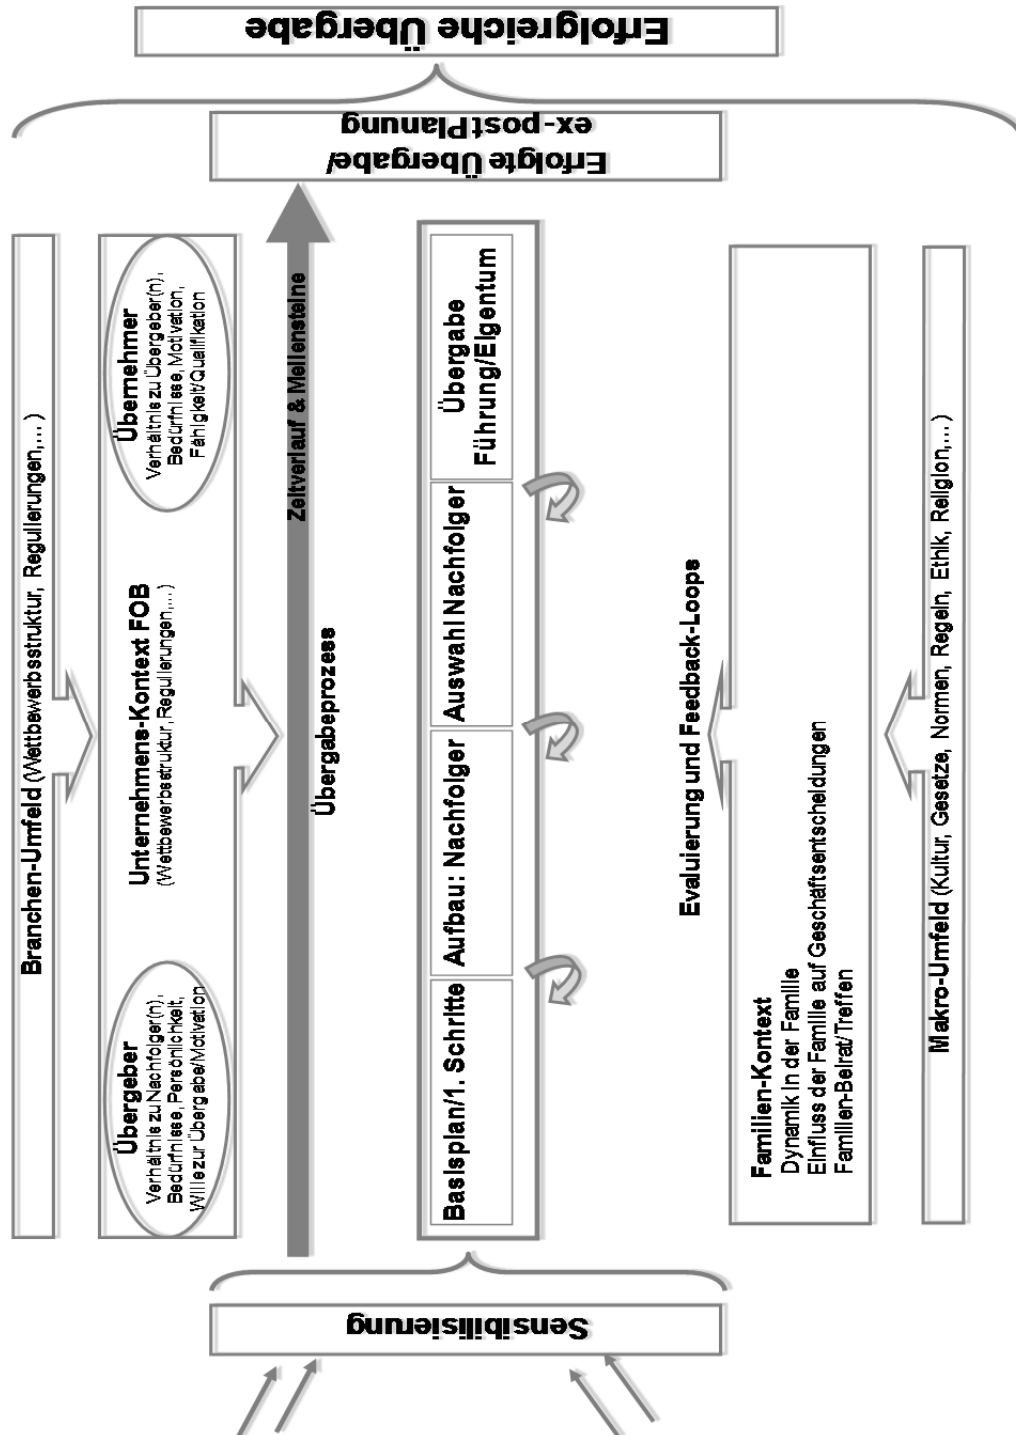 Erfolgreiche Übergabe
Erfolgte Übergabe/
ex-post Planung
Branchen-Umfeld (Wettbewerbsstruktur, Regulierungen,...)
Übergeber
Verhältnis zu Nachfolger(n),
Bedürfnisse, Persönlichkeit,
Wille zur Übergabe/Motivation
Unternehmens-Kontext FOB
(Wettbewerbsstruktur, Regulierungen,...)
Übernehmer
Verhältnis zu Übergeber(n),
Bedürfnisse, Motivation,
Fähigkeit/Qualifikation
Zeitverlauf & Meilensteine
Übergabeprozess
Basisplan/1. Schritte
Aufbau: Nachfolger
Auswahl Nachfolger
Übergabe
Führung/Eigentum
Evaluierung und Feedback-Loops
Familien-Kontext
Dynamik in der Familie
Einfluss der Familie auf Geschäftsentscheidungen
Familien-Beirat/Treffen
Makro-Umfeld (Kultur, Gesetze, Normen, Regeln, Ethik, Religion,...)
Sensibilisierung